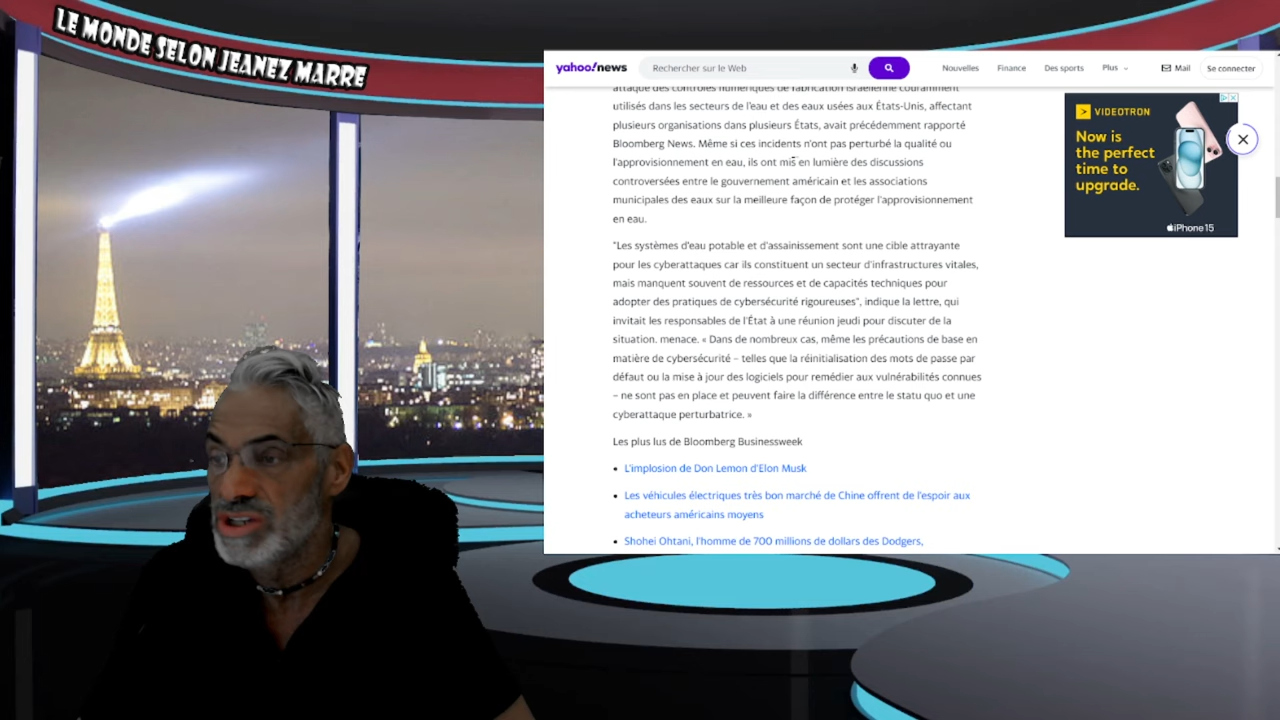 LE MONDE SELON JEANEZ MARRE
yahoo!news
Rechercher sur le Web
Nouvelles
Finance
Des sports
Plus
Mail
Se connecter
attaque des contrôles numériques de fabrication israélienne couramment
utilisés dans les secteurs de l'eau et des eaux usées aux États-Unis, affectant
plusieurs organisations dans plusieurs États, avait précédemment rapporté
Bloomberg News. Même si ces incidents n'ont pas perturbé la qualité ou
l'approvisionnement en eau, ils ont mis en lumière des discussions
controversées entre le gouvernement américain et les associations
municipales des eaux sur la meilleure façon de protéger l'approvisionnement
en eau.
"Les systèmes d'eau potable et d'assainissement sont une cible attrayante
pour les cyberattaques car ils constituent un secteur d'infrastructures vitales,
mais manquent souvent de ressources et de capacités techniques pour
adopter des pratiques de cybersécurité rigoureuses", indique la lettre, qui
invitait les responsables de l'État à une réunion jeudi pour discuter de la
situation. menace. « Dans de nombreux cas, même les précautions de base en
matière de cybersécurité – telles que la réinitialisation des mots de passe par
défaut ou la mise à jour des logiciels pour remédier aux vulnérabilités connues
– ne sont pas en place et peuvent faire la différence entre le statu quo et une
cyberattaque perturbatrice. »
Les plus lus de Bloomberg Businessweek
• L'implosion de Don Lemon d'Elon Musk
• Les véhicules électriques très bon marché de Chine offrent de l'espoir aux
acheteurs américains moyens
• Shohei Ohtani, l'homme de 700 millions de dollars des Dodgers,
VIDEOTRON
Now is
the perfect
time to
upgrade.
iPhone 15